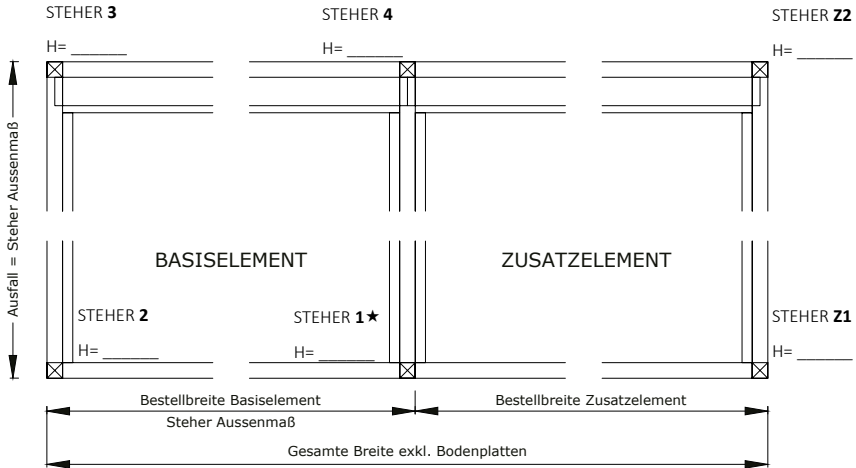 STEHER 3
H= ______
STEHER 4
H= ______
STEHER Z2
H= ______
Ausfall = Steher Aussenmaß
BASISELEMENT
ZUSATZELEMENT
STEHER 2
H= ______
STEHER 1★
H= ______
STEHER Z1
H= ______
Bestellbreite Basiselement
Steher Aussenmaß
Bestellbreite Zusatzelement
Gesamte Breite exkl. Bodenplatten